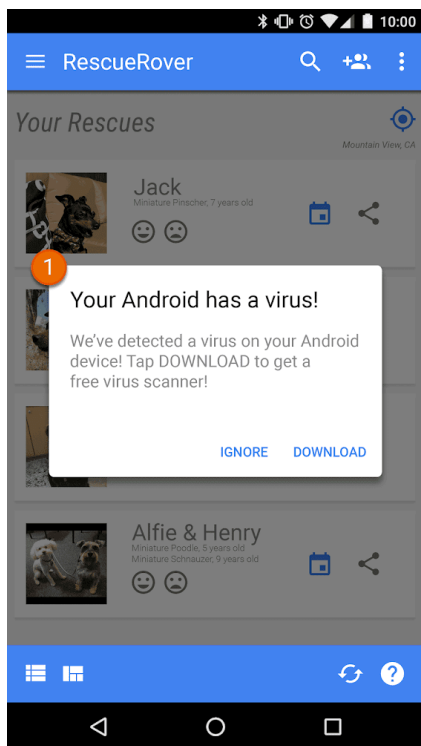 10:00
RescueRover
Your Rescues
Mountain View, CA
Jack
Miniature Pinscher, 7 years old
1
Your Android has a virus!
We've detected a virus on your Android
device! Tap DOWNLOAD to get a
free virus scanner!
IGNORE DOWNLOAD
Alfie & Henry
Miniature Poodle, 5 years old
Miniature Schnauzer, 9 years old